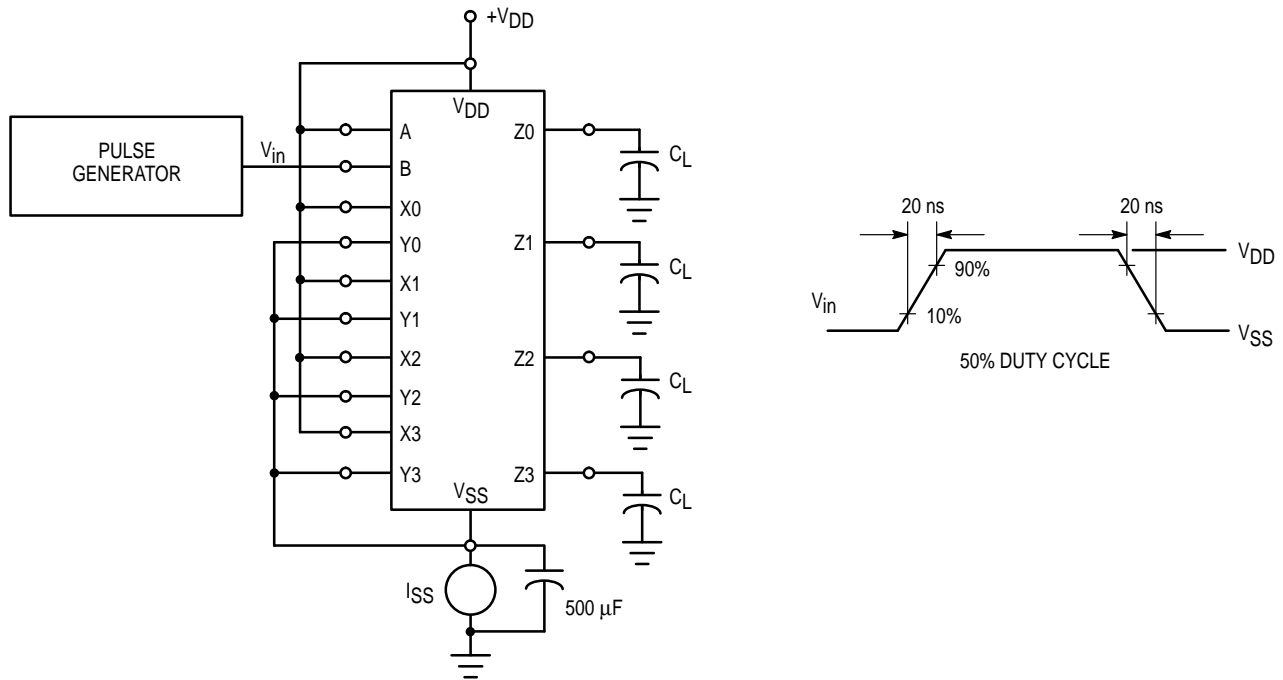 +VDD
VDD
PULSE
GENERATOR
Vin
A
B
X0
Y0
X1
Y1
X2
Y2
X3
Y3
Z0
Z1
Z2
Z3
CL
CL
CL
CL
VSS
ISS
500 μF
20 ns
20 ns
VDD
90%
Vin
10%
VSS
50% DUTY CYCLE